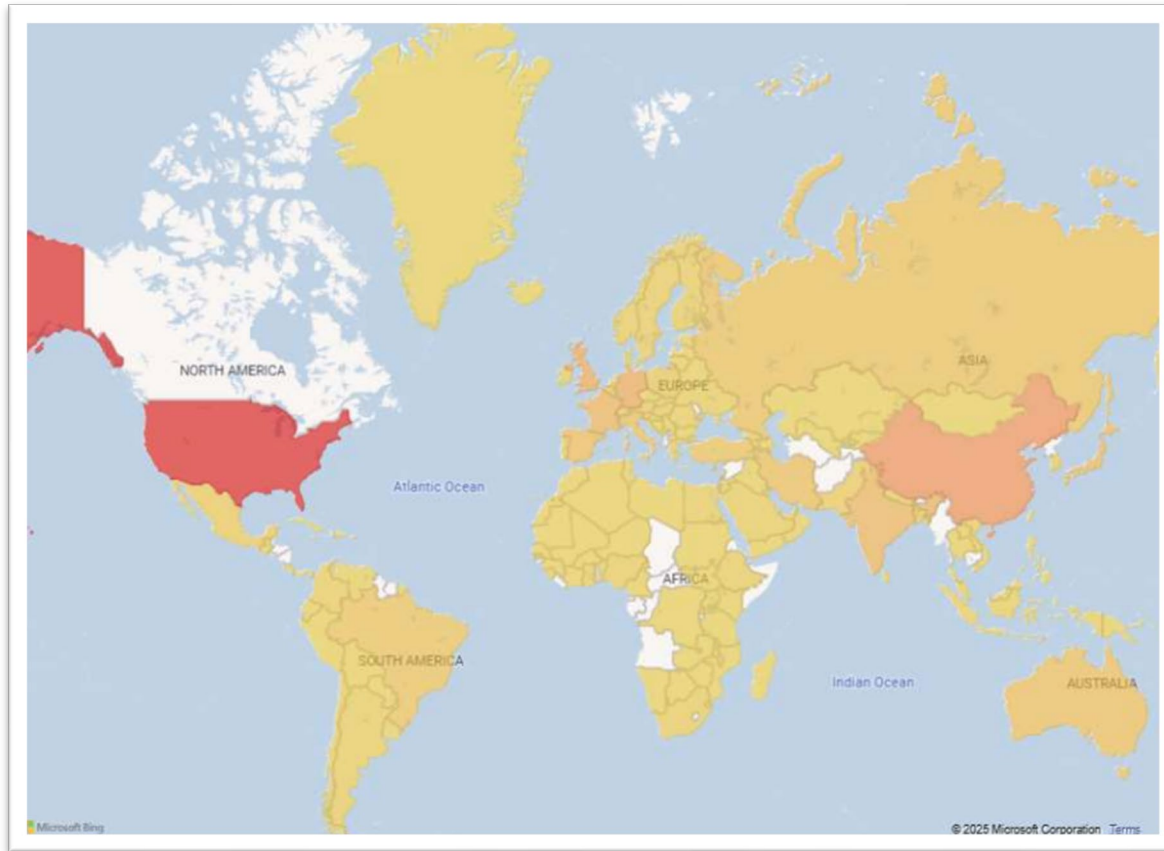 NORTH AMERICA
ASIA
EUROPE
Atlantic Ocean
AFRICA
SOUTH AMERICA
Indian Ocean
AUSTRALIA
Microsoft Bing
© 2025 Microsoft Corporation Terms